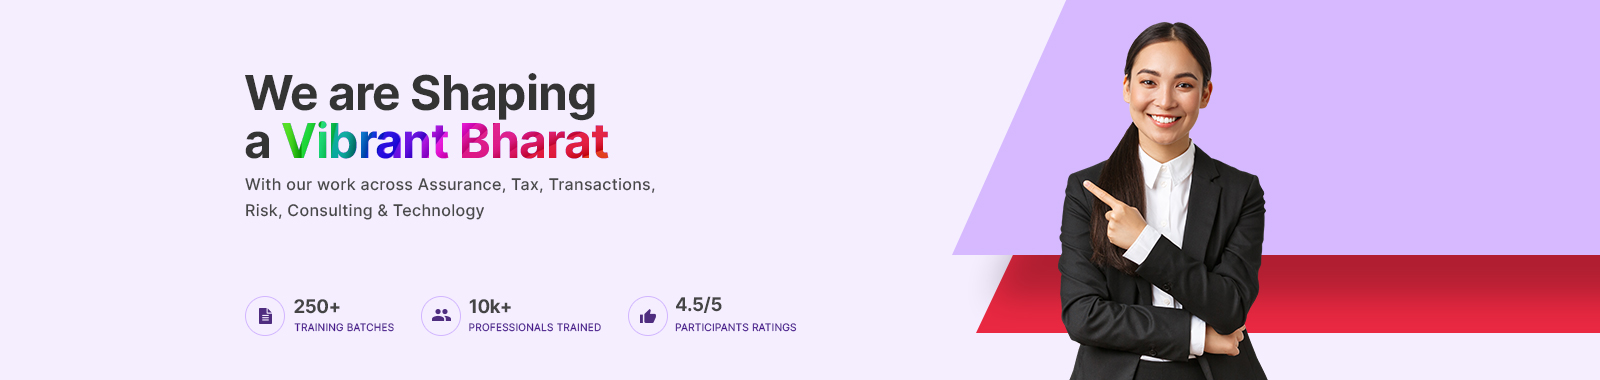 We are Shaping
a Vibrant Bharat
With our work across Assurance, Tax, Transactions,
Risk, Consulting & Technology
250+
TRAINING BATCHES
10k+
PROFESSIONALS TRAINED
4.5/5
PARTICIPANTS RATINGS